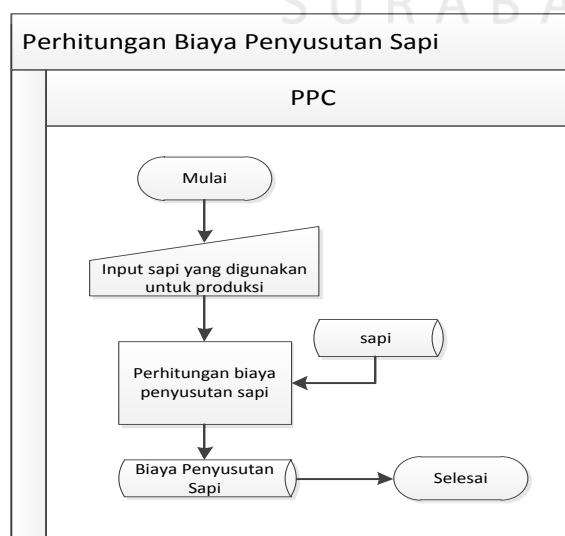 SURABA
Perhitungan Biaya Penyusutan Sapi
PPC
Mulai
Input sapi yang digunakan
untuk produksi
sapi
Perhitungan biaya
penyusutan sapi
Biaya Penyusutan
Sapi
Selesai